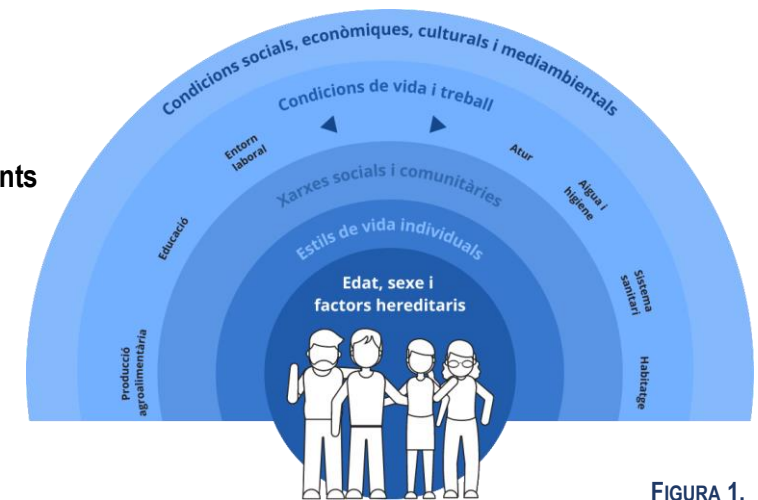 Condicions socials, econòmiques, culturals i mediambientals
Condicions de vida i treball
Entorn
laboral
Atur
nts
Aigua i
higiene
Xarxes socials i comunitàries
Educació
Estils de vida individuals
Sistema
sanitari
Edat, sexe i
factors hereditaris
Producció
agroalimentària
Habitatge
FIGURA 1.